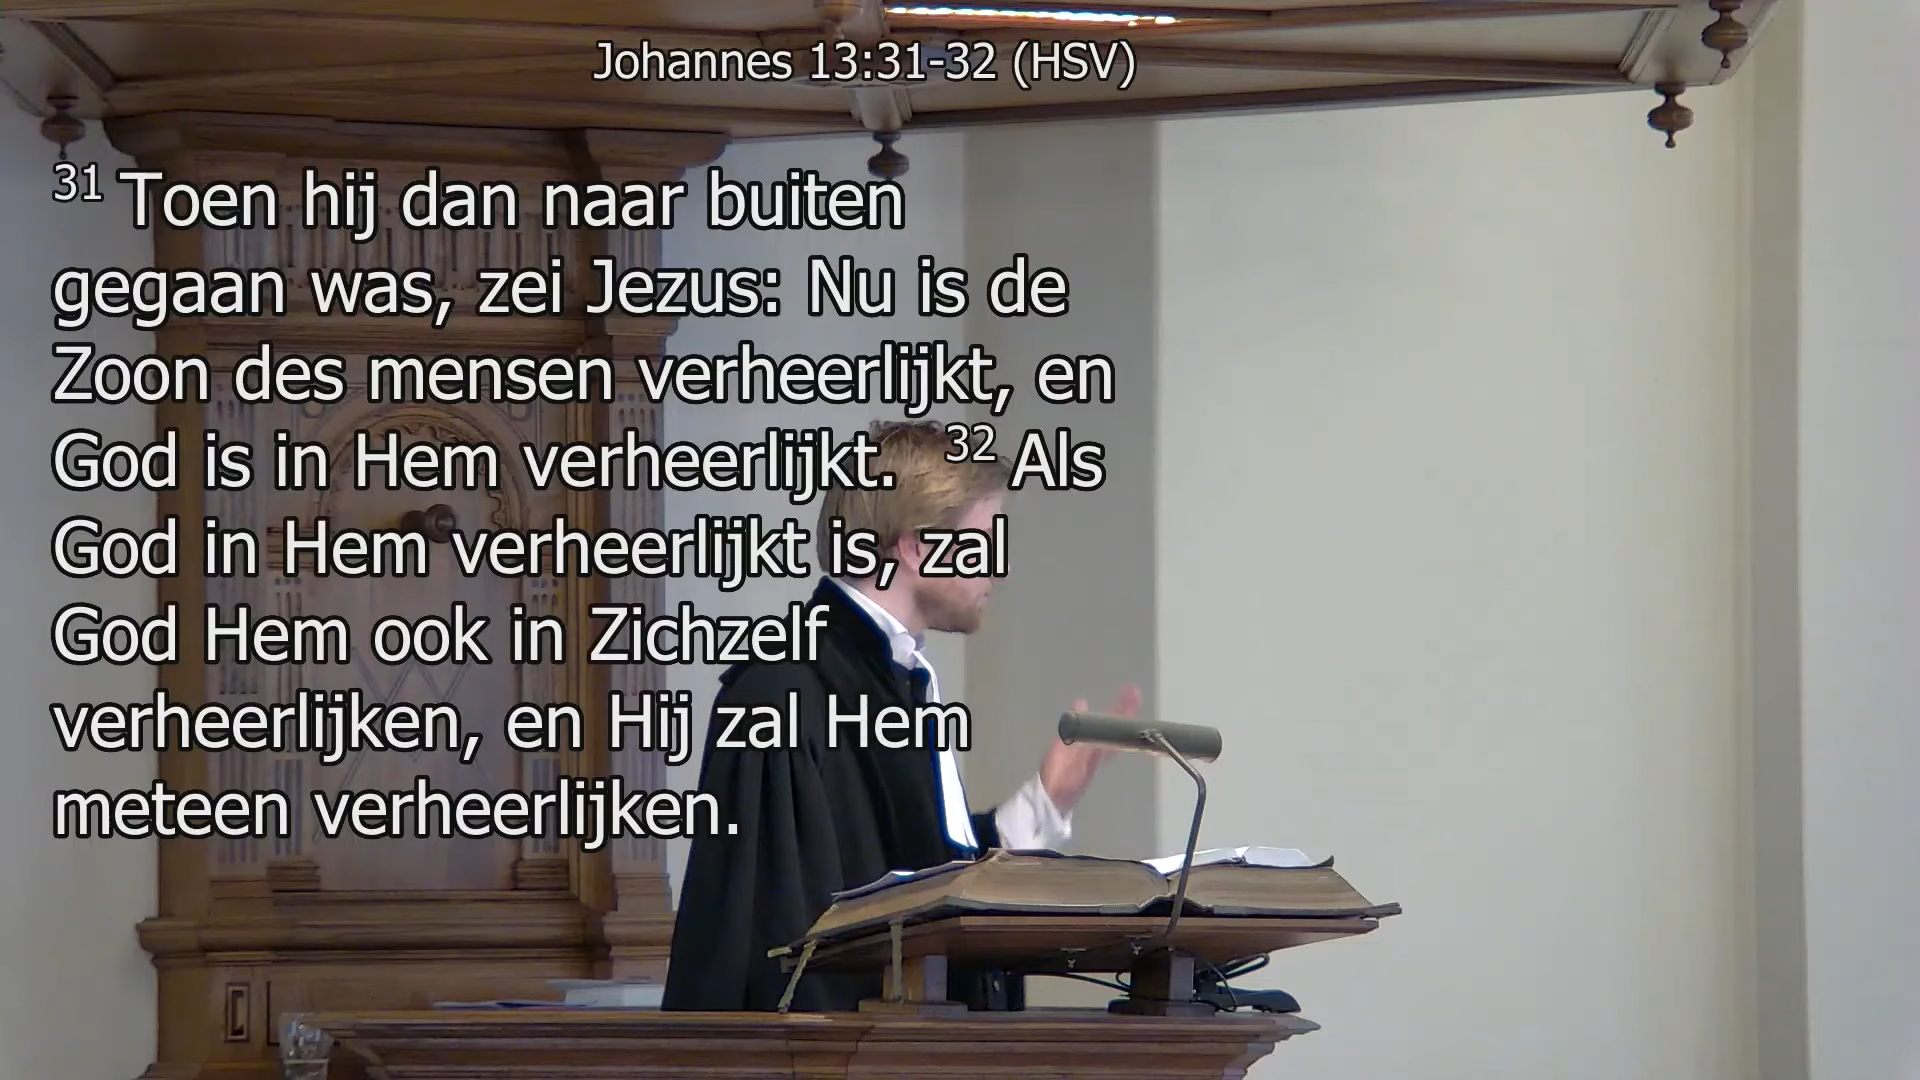 Johannes 13:31-32 (HSV)
31 Toen hij dan naar buiten
gegaan was, zei Jezus: Nu is de
Zoon des mensen verheerlijkt, en
God is in Hem verheerlijkt. 32 Als
God in Hem verheerlijkt is, zal
God Hem ook in Zichzelf
verheerlijken, en Hij zal Hem
meteen verheerlijken.